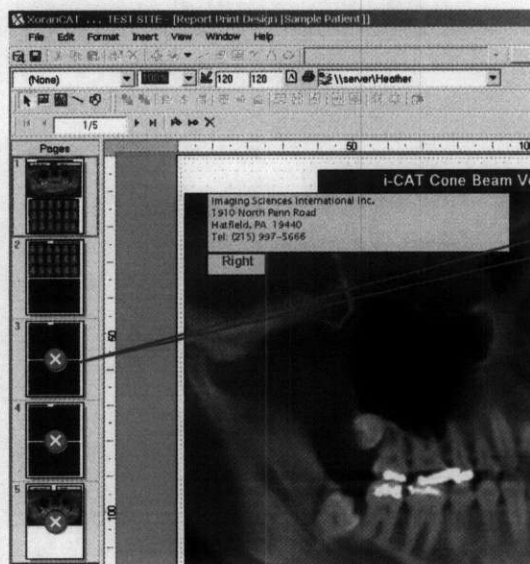 XoranCAT ... TEST SITE - [Report Print Design [Sample Patient]]
File Edit Format Insert View Window Help
(None) 120 120 \\server\Heather
1/5
Pages
50 100
1
i-CAT Cone Beam Vo
Imaging Sciences International Inc.
1910 North Penn Road
Hatfield, PA 19440
Tel: (215) 997-5666
Right
2
3
50
4
5
100